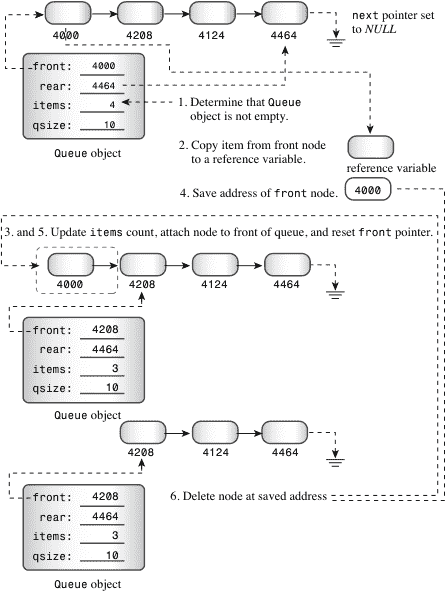 next pointer set
to NULL
4000 4208 4124 4464
front: 4000
rear: 4464
items: 4
qsize: 10
Queue object
1. Determine that Queue
object is not empty.
2. Copy item from front node
to a reference variable.
reference variable
4. Save address of front node.
4000
3. and 5. Update items count, attach node to front of queue, and reset front pointer.
4000 4208 4124 4464
front: 4208
rear: 4464
items: 3
qsize: 10
Queue object
4208 4124 4464
front: 4208
rear: 4464
items: 3
qsize: 10
Queue object
6. Delete node at saved address